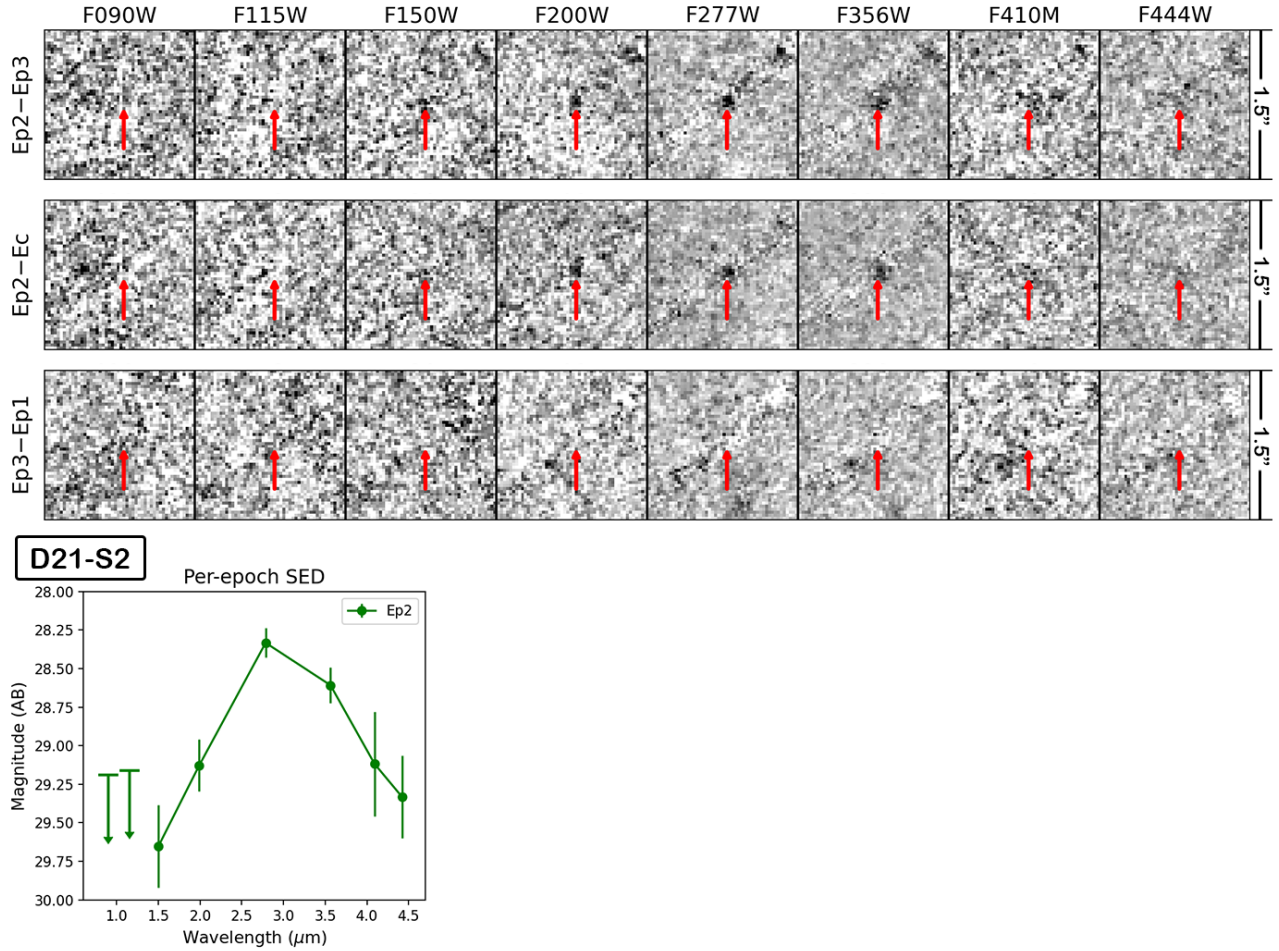 F090W F115W F150W F200W F277W F356W F410M F444W
Ep2−Ep3
1.5”
Ep2−Ec
1.5”
Ep3−Ep1
1.5”
D21-S2
Per-epoch SED
Ep2
28.00
28.25
28.50
28.75
29.00
29.25
29.50
29.75
30.00
Magnitude (AB)
1.0 1.5 2.0 2.5 3.0 3.5 4.0 4.5
Wavelength (μm)